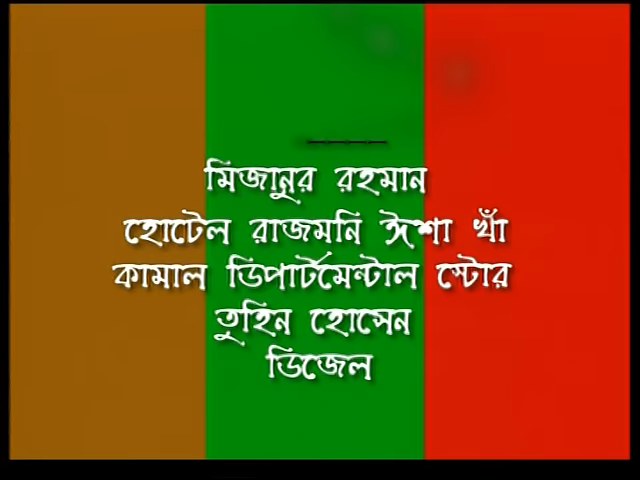 মিজানুর রহমান
হোটেল রাজমনি ঈশা খাঁ
কামাল ডিপার্টমেন্টাল স্টোর
তুহিন হোসেন
ডিজেল